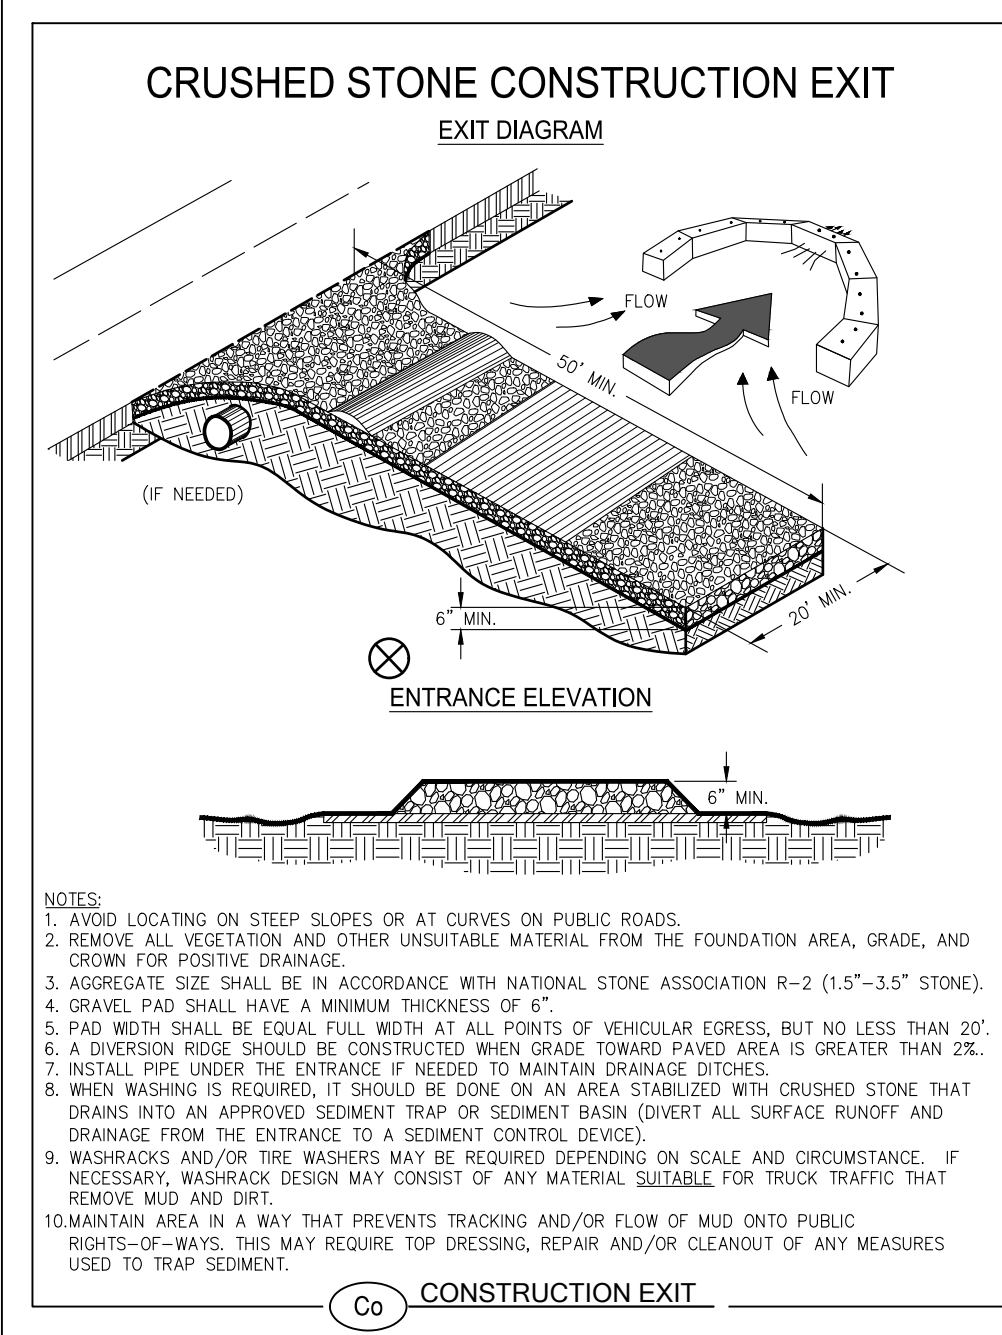 CRUSHED STONE CONSTRUCTION EXIT
EXIT DIAGRAM
FLOW
50' MIN.
FLOW
(IF NEEDED)
20' MIN.
6" MIN.
ENTRANCE ELEVATION
6" MIN.
NOTES:
1. AVOID LOCATING ON STEEP SLOPES OR AT CURVES ON PUBLIC ROADS.
2. REMOVE ALL VEGETATION AND OTHER UNSUITABLE MATERIAL FROM THE FOUNDATION AREA, GRADE, AND
CROWN FOR POSITIVE DRAINAGE.
3. AGGREGATE SIZE SHALL BE IN ACCORDANCE WITH NATIONAL STONE ASSOCIATION R-2 (1.5"-3.5" STONE).
4. GRAVEL PAD SHALL HAVE A MINIMUM THICKNESS OF 6".
5. PAD WIDTH SHALL BE EQUAL FULL WIDTH AT ALL POINTS OF VEHICULAR EGRESS, BUT NO LESS THAN 20'.
6. A DIVERSION RIDGE SHOULD BE CONSTRUCTED WHEN GRADE TOWARD PAVED AREA IS GREATER THAN 2%..
7. INSTALL PIPE UNDER THE ENTRANCE IF NEEDED TO MAINTAIN DRAINAGE DITCHES.
8. WHEN WASHING IS REQUIRED, IT SHOULD BE DONE ON AN AREA STABILIZED WITH CRUSHED STONE THAT
DRAINS INTO AN APPROVED SEDIMENT TRAP OR SEDIMENT BASIN (DIVERT ALL SURFACE RUNOFF AND
DRAINAGE FROM THE ENTRANCE TO A SEDIMENT CONTROL DEVICE).
9. WASHRACKS AND/OR TIRE WASHERS MAY BE REQUIRED DEPENDING ON SCALE AND CIRCUMSTANCE. IF
NECESSARY, WASHRACK DESIGN MAY CONSIST OF ANY MATERIAL SUITABLE FOR TRUCK TRAFFIC THAT
REMOVE MUD AND DIRT.
10.MAINTAIN AREA IN A WAY THAT PREVENTS TRACKING AND/OR FLOW OF MUD ONTO PUBLIC
RIGHTS-OF-WAYS. THIS MAY REQUIRE TOP DRESSING, REPAIR AND/OR CLEANOUT OF ANY MEASURES
USED TO TRAP SEDIMENT.
Co CONSTRUCTION EXIT